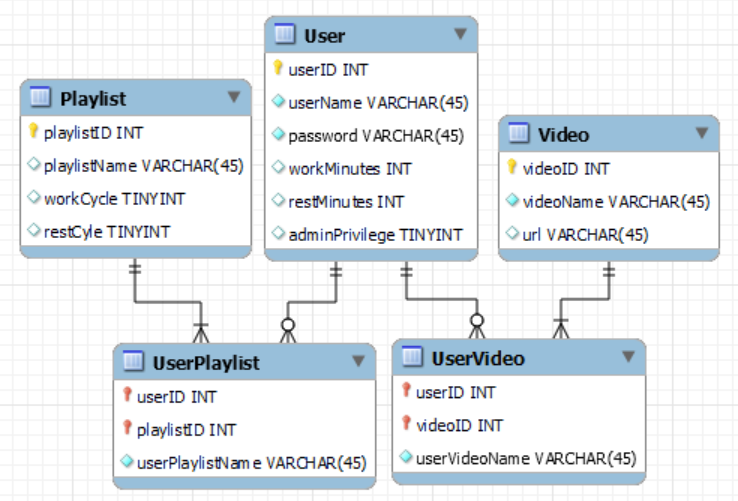 Playlist
playlistID INT
playlistName VARCHAR(45)
workCycle TINYINT
restCyle TINYINT
User
userID INT
userName VARCHAR(45)
password VARCHAR(45)
workMinutes INT
restMinutes INT
adminPrivilege TINYINT
Video
videoID INT
videoName VARCHAR(45)
url VARCHAR(45)
UserPlaylist
userID INT
playlistID INT
userPlaylistName VARCHAR(45)
UserVideo
userID INT
videoID INT
userVideoName VARCHAR(45)